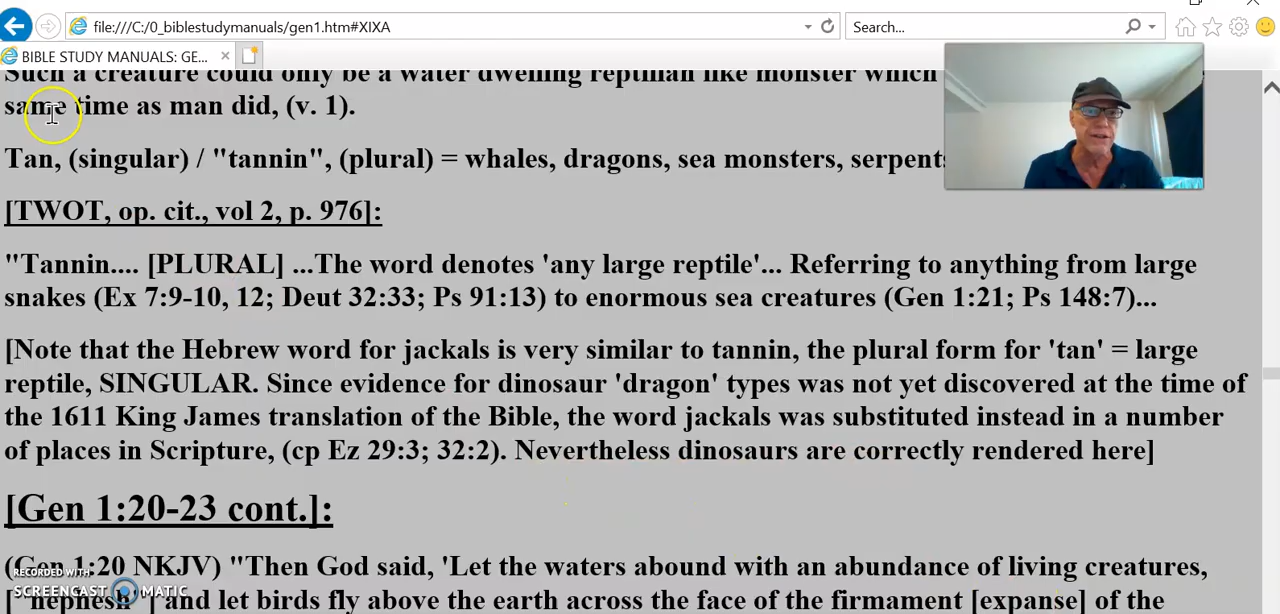 file:///C:/0_biblestudymanuals/gen1.htm#XIXA
Search...
BIBLE STUDY MANUALS: GE...
Such a creature could only be a water dwelling reptilian like monster which
same time as man did, (v. 1).
Tan, (singular) / "tannin", (plural) = whales, dragons, sea monsters, serpents
[TWOT, op. cit., vol 2, p. 976]:
"Tannin.... [PLURAL] ...The word denotes 'any large reptile'... Referring to anything from large
snakes (Ex 7:9-10, 12; Deut 32:33; Ps 91:13) to enormous sea creatures (Gen 1:21; Ps 148:7)...
[Note that the Hebrew word for jackals is very similar to tannin, the plural form for 'tan' = large
reptile, SINGULAR. Since evidence for dinosaur 'dragon' types was not yet discovered at the time of
the 1611 King James translation of the Bible, the word jackals was substituted instead in a number
of places in Scripture, (cp Ez 29:3; 32:2). Nevertheless dinosaurs are correctly rendered here]
[Gen 1:20-23 cont.]:
(Gen 1:20 NKJV) "Then God said, 'Let the waters abound with an abundance of living creatures,
RECORDED WITH
SCREENCAST MATIC
["nephesh"] and let birds fly above the earth across the face of the firmament [expanse] of the